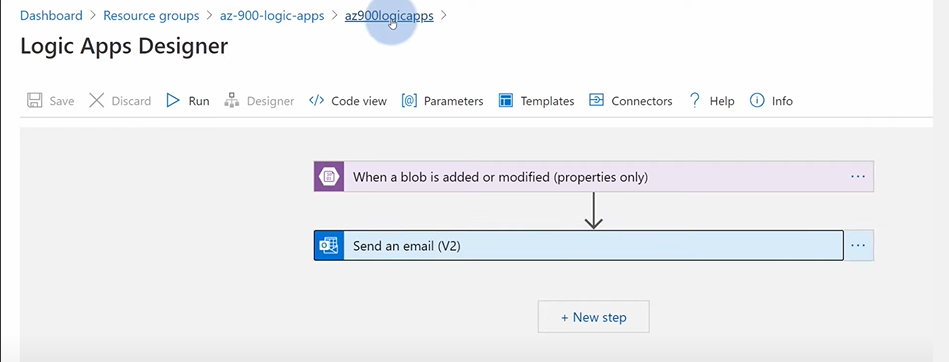 Dashboard > Resource groups > az-900-logic-apps > az900logicapps >
Logic Apps Designer
Save Discard Run Designer </> Code view [@] Parameters Templates Connectors ? Help Info
When a blob is added or modified (properties only) ...
Send an email (V2) ...
+ New step